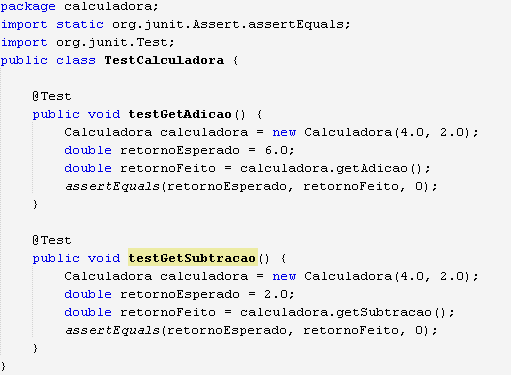 package calculadora;
import static org.junit.Assert.assertEquals;
import org.junit.Test;
public class TestCalculadora {
@Test
public void testGetAdicao() {
Calculadora calculadora = new Calculadora(4.0, 2.0);
double retornoEsperado = 6.0;
double retornoFeito = calculadora.getAdicao();
assertEquals(retornoEsperado, retornoFeito, 0);
}
@Test
public void testGetSubtracao() {
Calculadora calculadora = new Calculadora(4.0, 2.0);
double retornoEsperado = 2.0;
double retornoFeito = calculadora.getSubtracao();
assertEquals(retornoEsperado, retornoFeito, 0);
}
}